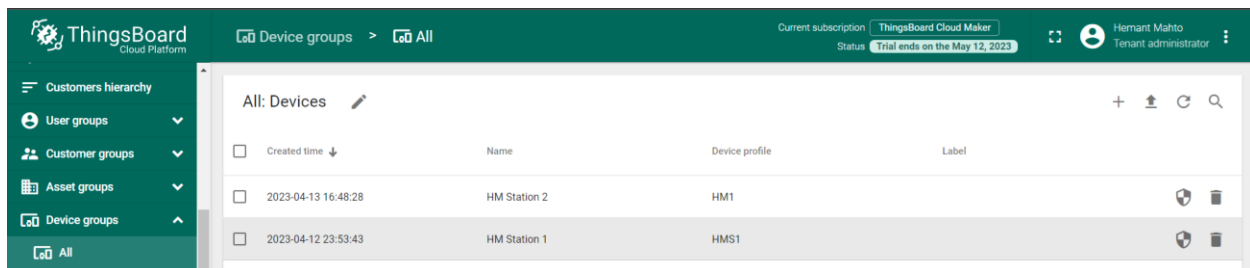 ThingsBoard
Cloud Platform
Device groups > All
Current subscription ThingsBoard Cloud Maker
Status Trial ends on the May 12, 2023
Hemant Mahto
Tenant administrator
Customers hierarchy
User groups
Customer groups
Asset groups
Device groups
All
All: Devices
Created time Name Device profile Label
2023-04-13 16:48:28 HM Station 2 HM1
2023-04-12 23:53:43 HM Station 1 HMS1